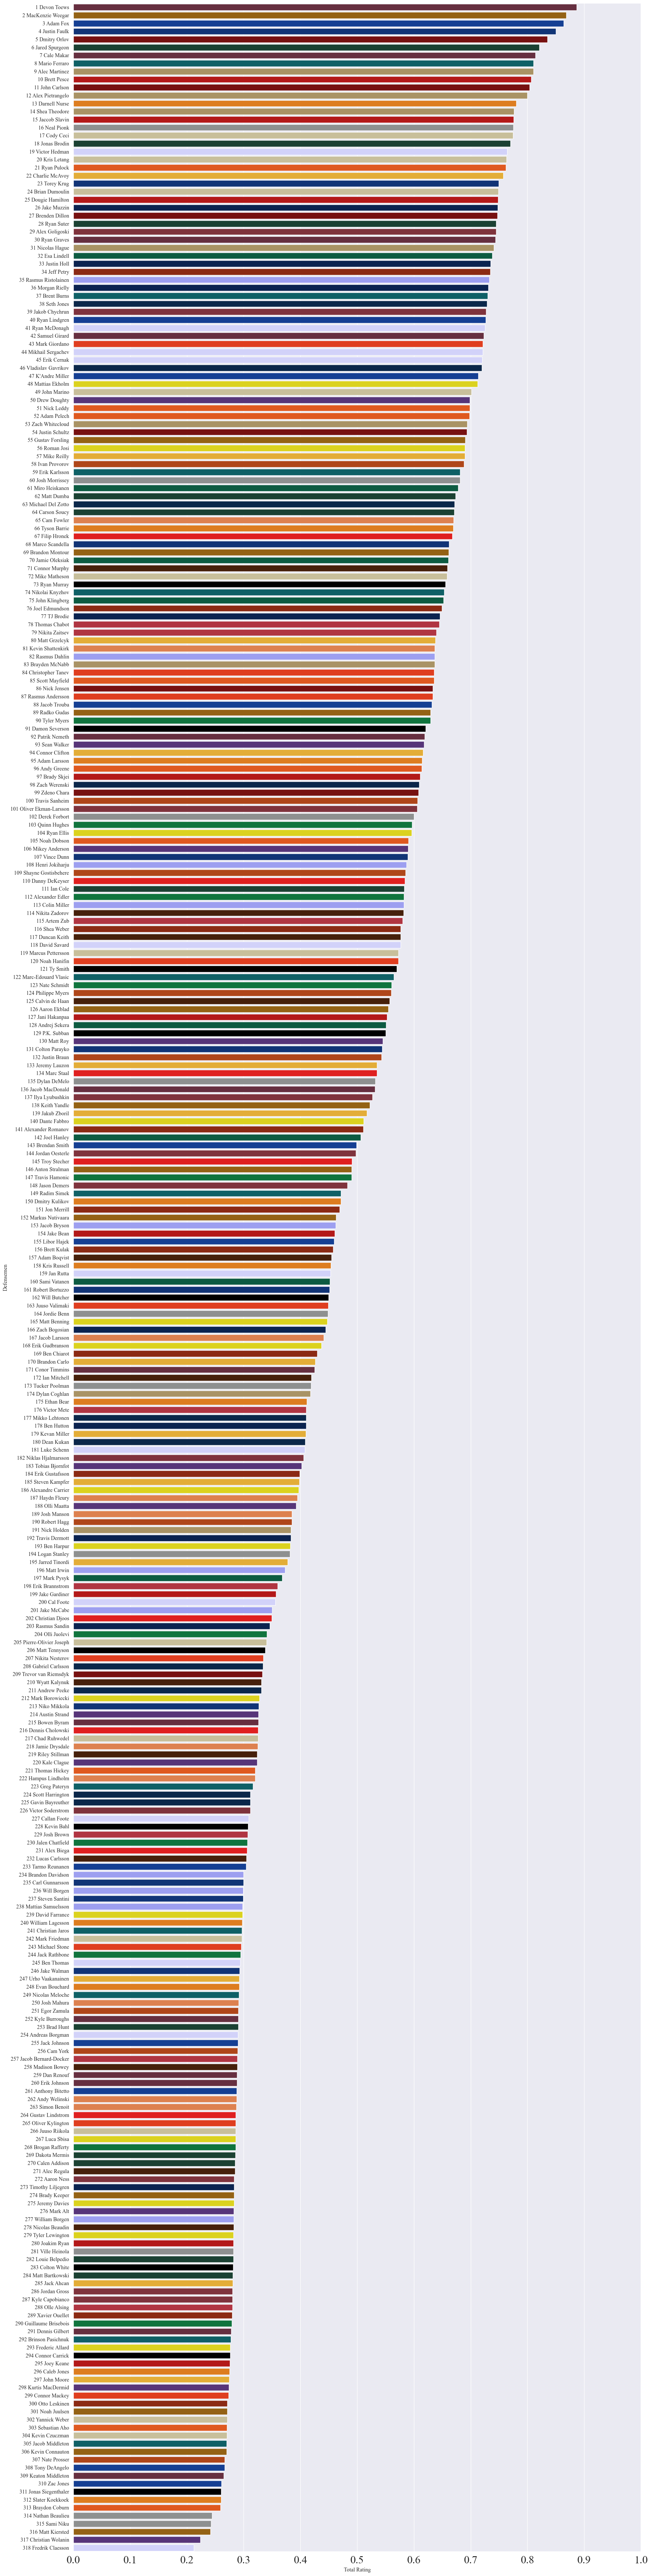 1 Devon Toews
2 MacKenzie Weegar
3 Adam Fox
4 Justin Faulk
5 Dmitry Orlov
6 Jared Spurgeon
7 Cale Makar
8 Mario Ferraro
9 Alec Martinez
10 Brett Pesce
11 John Carlson
12 Alex Pietrangelo
13 Darnell Nurse
14 Shea Theodore
15 Jaccob Slavin
16 Neal Pionk
17 Cody Ceci
18 Jonas Brodin
19 Victor Hedman
20 Kris Letang
21 Ryan Pulock
22 Charlie McAvoy
23 Torey Krug
24 Brian Dumoulin
25 Dougie Hamilton
26 Jake Muzzin
27 Brenden Dillon
28 Ryan Suter
29 Alex Goligoski
30 Ryan Graves
31 Nicolas Hague
32 Esa Lindell
33 Justin Holl
34 Jeff Petry
35 Rasmus Ristolainen
36 Morgan Rielly
37 Brent Burns
38 Seth Jones
39 Jakob Chychrun
40 Ryan Lindgren
41 Ryan McDonagh
42 Samuel Girard
43 Mark Giordano
44 Mikhail Sergachev
45 Erik Cernak
46 Vladislav Gavrikov
47 K'Andre Miller
48 Mattias Ekholm
49 John Marino
50 Drew Doughty
51 Nick Leddy
52 Adam Pelech
53 Zach Whitecloud
54 Justin Schultz
55 Gustav Forsling
56 Roman Josi
57 Mike Reilly
58 Ivan Provorov
59 Erik Karlsson
60 Josh Morrissey
61 Miro Heiskanen
62 Matt Dumba
63 Michael Del Zotto
64 Carson Soucy
65 Cam Fowler
66 Tyson Barrie
67 Filip Hronek
68 Marco Scandella
69 Brandon Montour
70 Jamie Oleksiak
71 Connor Murphy
72 Mike Matheson
73 Ryan Murray
74 Nikolai Knyzhov
75 John Klingberg
76 Joel Edmundson
77 TJ Brodie
78 Thomas Chabot
79 Nikita Zaitsev
80 Matt Grzelcyk
81 Kevin Shattenkirk
82 Rasmus Dahlin
83 Brayden McNabb
84 Christopher Tanev
85 Scott Mayfield
86 Nick Jensen
87 Rasmus Andersson
88 Jacob Trouba
89 Radko Gudas
90 Tyler Myers
91 Damon Severson
92 Patrik Nemeth
93 Sean Walker
94 Connor Clifton
95 Adam Larsson
96 Andy Greene
97 Brady Skjei
98 Zach Werenski
99 Zdeno Chara
100 Travis Sanheim
101 Oliver Ekman-Larsson
102 Derek Forbort
103 Quinn Hughes
104 Ryan Ellis
105 Noah Dobson
106 Mikey Anderson
107 Vince Dunn
108 Henri Jokiharju
109 Shayne Gostisbehere
110 Danny DeKeyser
111 Ian Cole
112 Alexander Edler
113 Colin Miller
114 Nikita Zadorov
115 Artem Zub
116 Shea Weber
117 Duncan Keith
118 David Savard
119 Marcus Pettersson
120 Noah Hanifin
121 Ty Smith
122 Marc-Edouard Vlasic
123 Nate Schmidt
124 Philippe Myers
125 Calvin de Haan
126 Aaron Ekblad
127 Jani Hakanpaa
128 Andrej Sekera
129 P.K. Subban
130 Matt Roy
131 Colton Parayko
132 Justin Braun
133 Jeremy Lauzon
134 Marc Staal
135 Dylan DeMelo
136 Jacob MacDonald
137 Ilya Lyubushkin
138 Keith Yandle
139 Jakub Zboril
140 Dante Fabbro
141 Alexander Romanov
142 Joel Hanley
143 Brendan Smith
144 Jordan Oesterle
145 Troy Stecher
146 Anton Stralman
147 Travis Hamonic
148 Jason Demers
149 Radim Simek
150 Dmitry Kulikov
151 Jon Merrill
152 Markus Nutivaara
153 Jacob Bryson
154 Jake Bean
155 Libor Hajek
156 Brett Kulak
157 Adam Boqvist
158 Kris Russell
159 Jan Rutta
160 Sami Vatanen
161 Robert Bortuzzo
162 Will Butcher
163 Juuso Valimaki
164 Jordie Benn
165 Matt Benning
166 Zach Bogosian
167 Jacob Larsson
168 Erik Gudbranson
169 Ben Chiarot
170 Brandon Carlo
171 Conor Timmins
172 Ian Mitchell
173 Tucker Poolman
174 Dylan Coghlan
175 Ethan Bear
176 Victor Mete
177 Mikko Lehtonen
178 Ben Hutton
179 Kevan Miller
180 Dean Kukan
181 Luke Schenn
182 Niklas Hjalmarsson
183 Tobias Bjornfot
184 Erik Gustafsson
185 Steven Kampfer
186 Alexandre Carrier
187 Haydn Fleury
188 Olli Maatta
189 Josh Manson
190 Robert Hagg
191 Nick Holden
192 Travis Dermott
193 Ben Harpur
194 Logan Stanley
195 Jarred Tinordi
196 Matt Irwin
197 Mark Pysyk
198 Erik Brannstrom
199 Jake Gardiner
200 Cal Foote
201 Jake McCabe
202 Christian Djoos
203 Rasmus Sandin
204 Olli Juolevi
205 Pierre-Olivier Joseph
206 Matt Tennyson
207 Nikita Nesterov
208 Gabriel Carlsson
209 Trevor van Riemsdyk
210 Wyatt Kalynuk
211 Andrew Peeke
212 Mark Borowiecki
213 Niko Mikkola
214 Austin Strand
215 Bowen Byram
216 Dennis Cholowski
217 Chad Ruhwedel
218 Jamie Drysdale
219 Riley Stillman
220 Kale Clague
221 Thomas Hickey
222 Hampus Lindholm
223 Greg Pateryn
224 Scott Harrington
225 Gavin Bayreuther
226 Victor Soderstrom
227 Callan Foote
228 Kevin Bahl
229 Josh Brown
230 Jalen Chatfield
231 Alex Biega
232 Lucas Carlsson
233 Tarmo Reunanen
234 Brandon Davidson
235 Carl Gunnarsson
236 Will Borgen
237 Steven Santini
238 Mattias Samuelsson
239 David Farrance
240 William Lagesson
241 Christian Jaros
242 Mark Friedman
243 Michael Stone
244 Jack Rathbone
245 Ben Thomas
246 Jake Walman
247 Urho Vaakanainen
248 Evan Bouchard
249 Nicolas Meloche
250 Josh Mahura
251 Egor Zamula
252 Kyle Burroughs
253 Brad Hunt
254 Andreas Borgman
255 Jack Johnson
256 Cam York
257 Jacob Bernard-Docker
258 Madison Bowey
259 Dan Renouf
260 Erik Johnson
261 Anthony Bitetto
262 Andy Welinski
263 Simon Benoit
264 Gustav Lindstrom
265 Oliver Kylington
266 Juuso Riikola
267 Luca Sbisa
268 Brogan Rafferty
269 Dakota Mermis
270 Calen Addison
271 Alec Regula
272 Aaron Ness
273 Timothy Liljegren
274 Brady Keeper
275 Jeremy Davies
276 Mark Alt
277 William Borgen
278 Nicolas Beaudin
279 Tyler Lewington
280 Joakim Ryan
281 Ville Heinola
282 Louie Belpedio
283 Colton White
284 Matt Bartkowski
285 Jack Ahcan
286 Jordan Gross
287 Kyle Capobianco
288 Olle Alsing
289 Xavier Ouellet
290 Guillaume Brisebois
291 Dennis Gilbert
292 Brinson Pasichnuk
293 Frederic Allard
294 Connor Carrick
295 Joey Keane
296 Caleb Jones
297 John Moore
298 Kurtis MacDermid
299 Connor Mackey
300 Otto Leskinen
301 Noah Juulsen
302 Yannick Weber
303 Sebastian Aho
304 Kevin Czuczman
305 Jacob Middleton
306 Kevin Connauton
307 Nate Prosser
308 Tony DeAngelo
309 Keaton Middleton
310 Zac Jones
311 Jonas Siegenthaler
312 Slater Koekkoek
313 Braydon Coburn
314 Nathan Beaulieu
315 Sami Niku
316 Matt Kiersted
317 Christian Wolanin
318 Fredrik Claesson
Defensemen
0.0 0.1 0.2 0.3 0.4 0.5 0.6 0.7 0.8 0.9 1.0
Total Rating